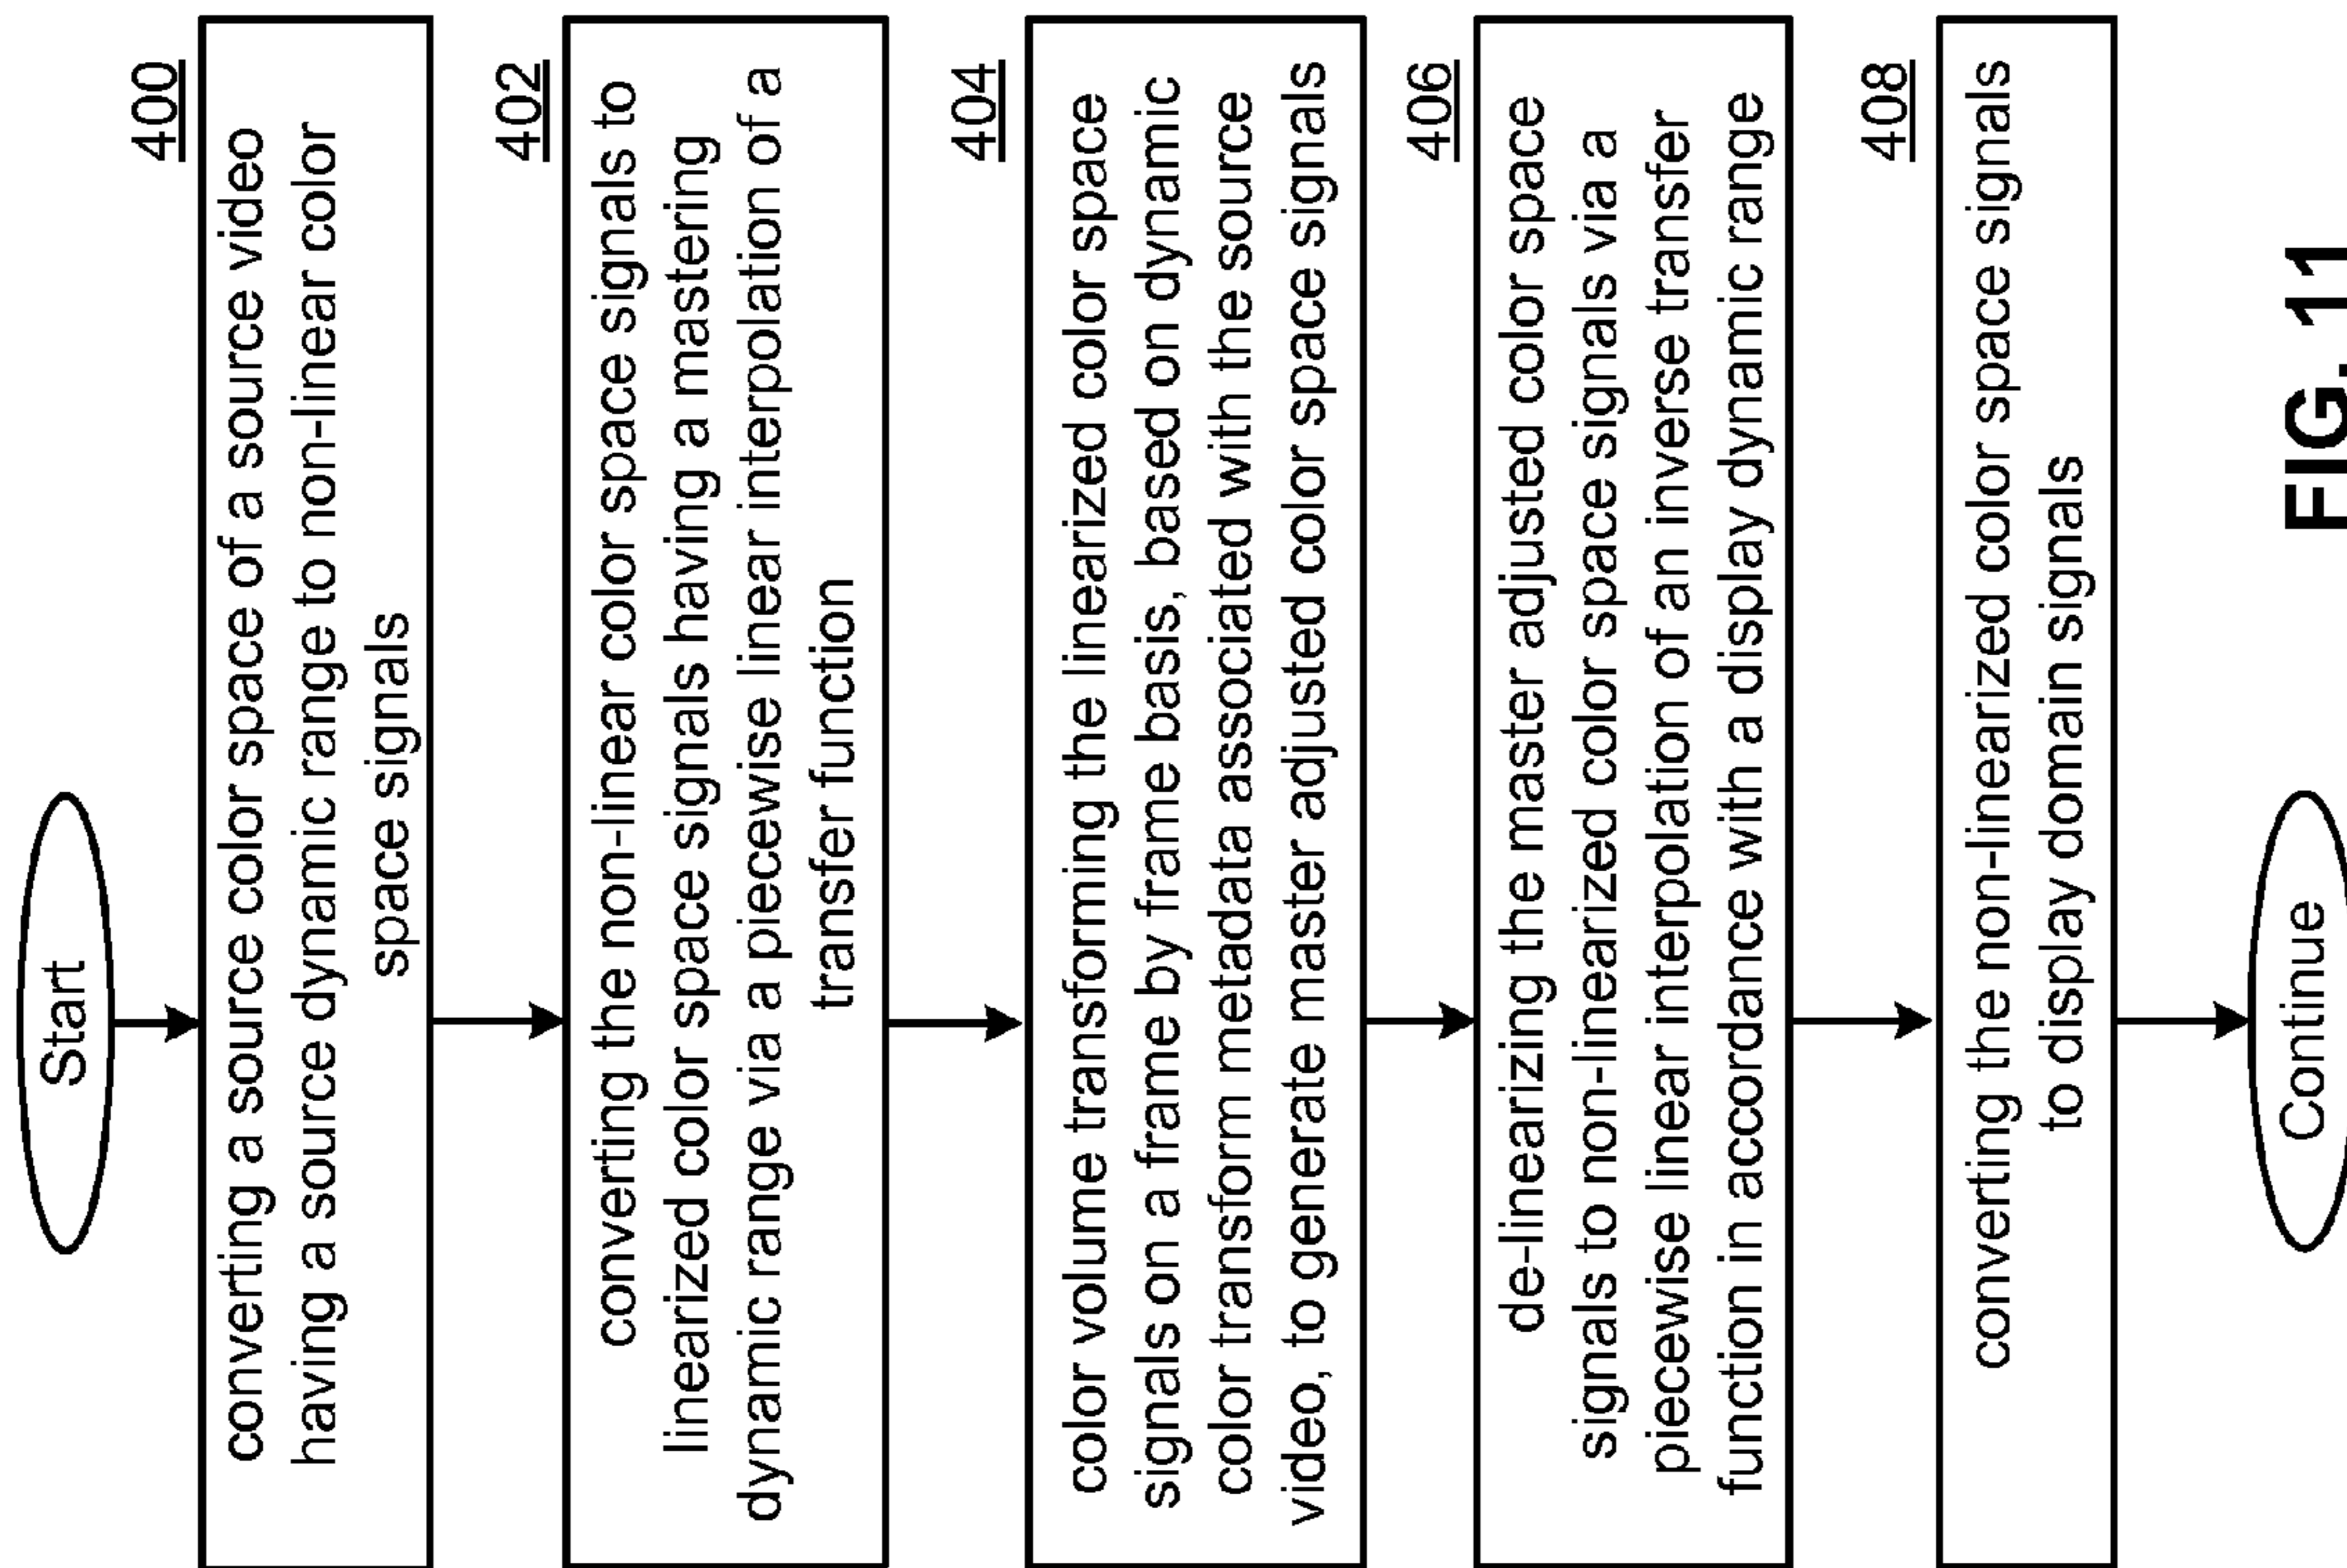 Start
400
converting a source color space of a source video
having a source dynamic range to non-linear color
space signals
402
converting the non-linear color space signals to
linearized color space signals having a mastering
dynamic range via a piecewise linear interpolation of a
transfer function
404
color volume transforming the linearized color space
signals on a frame by frame basis, based on dynamic
color transform metadata associated with the source
video, to generate master adjusted color space signals
406
de-linearizing the master adjusted color space
signals to non-linearized color space signals via a
piecewise linear interpolation of an inverse transfer
function in accordance with a display dynamic range
408
converting the non-linearized color space signals
to display domain signals
Continue
FIG. 11